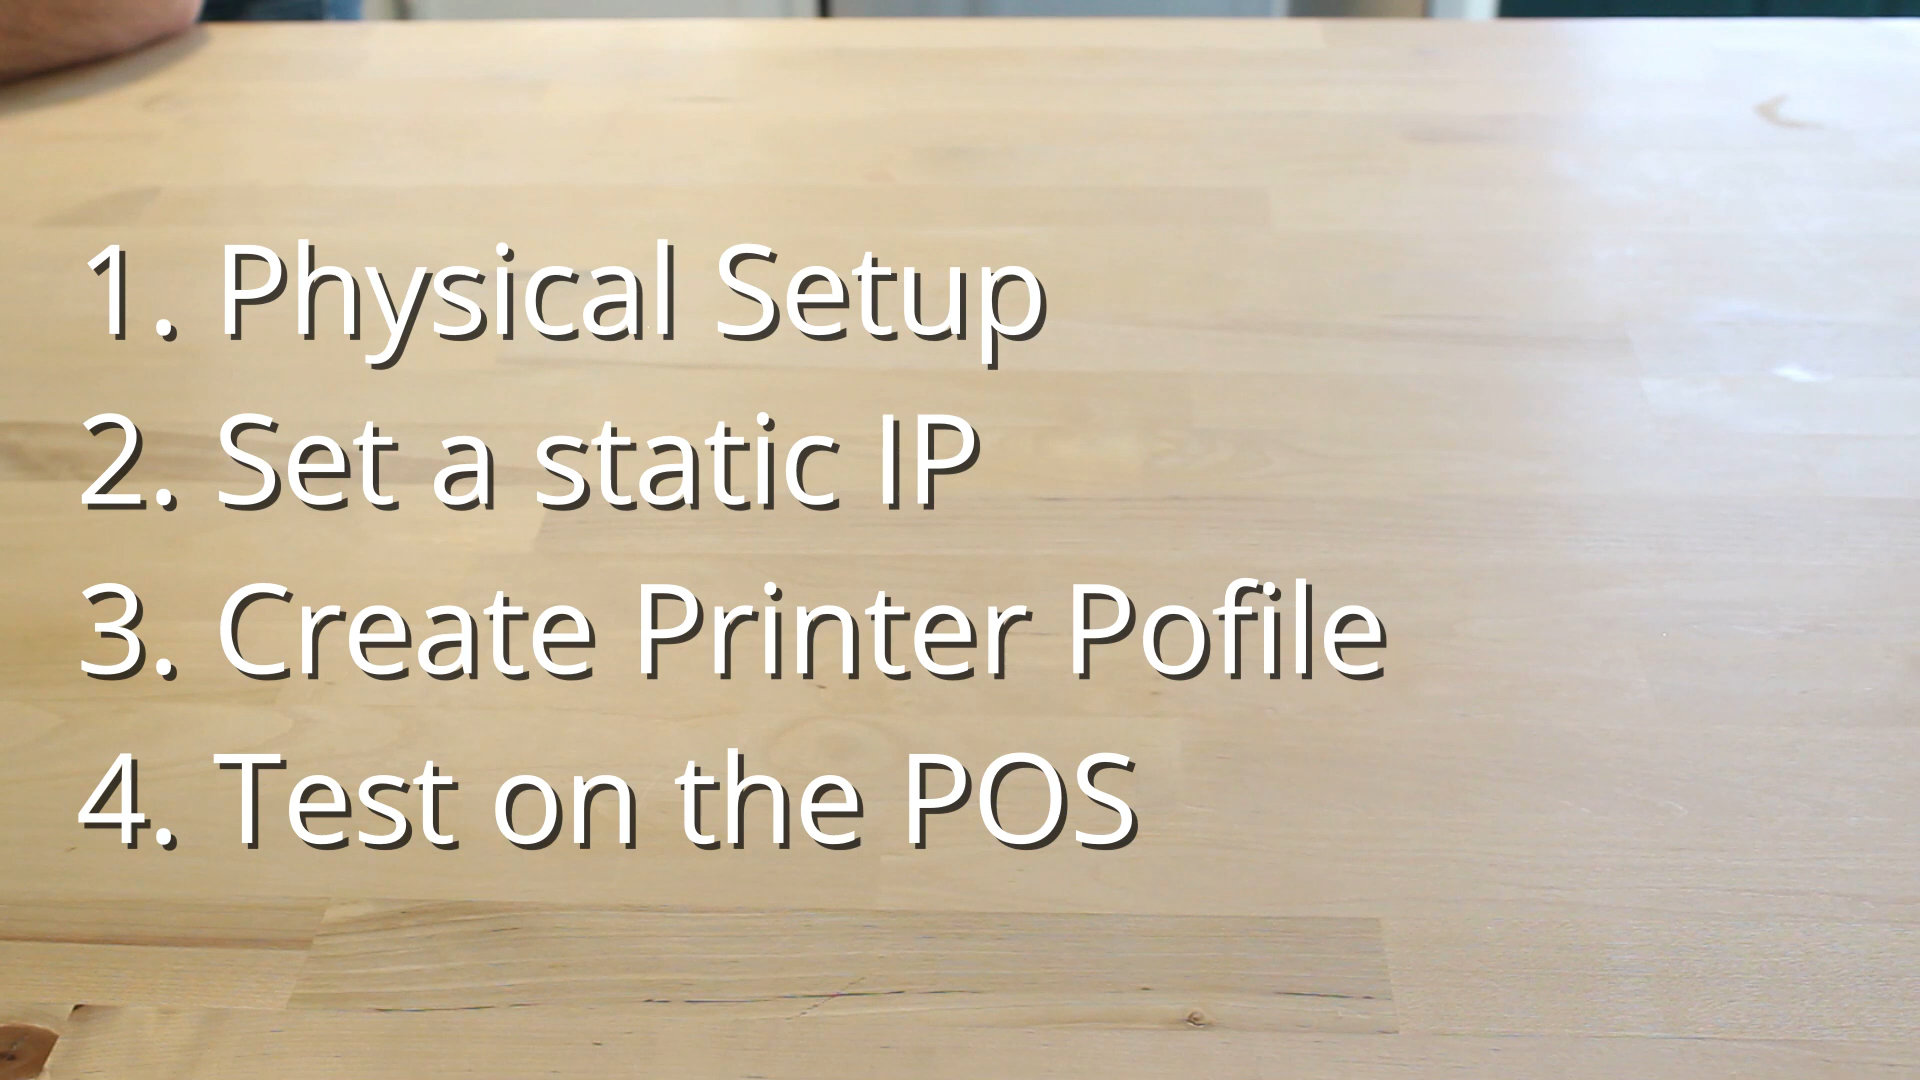 1. Physical Setup
2. Set a static IP
3. Create Printer Pofile
4. Test on the POS